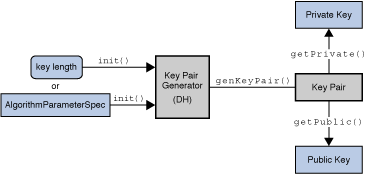 Private Key
getPrivate()
key length
init()
or
AlgorithmParameterSpec
init()
Key Pair
Generator
(DH)
genKeyPair()
Key Pair
getPublic()
Public Key